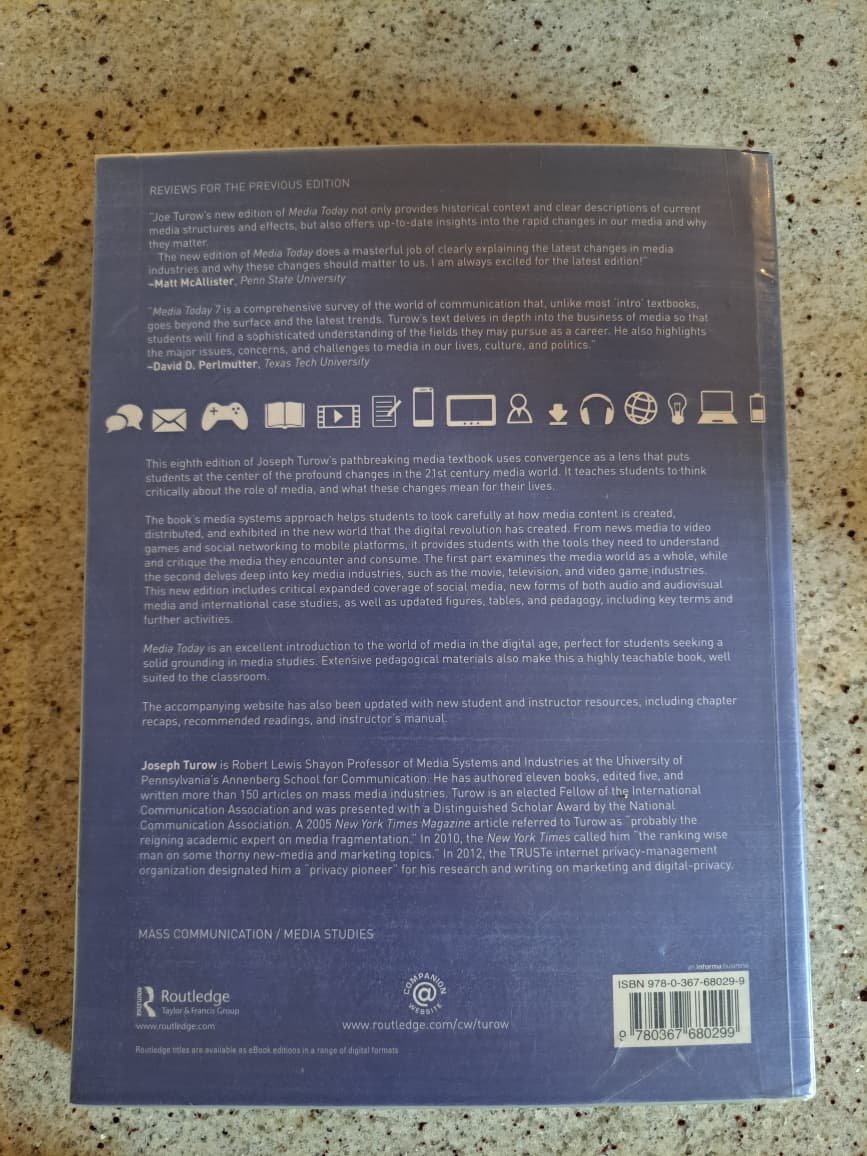 REVIEWS FOR THE PREVIOUS EDITION
"Joe Turow's new edition of Media Today not only provides historical context and clear descriptions of current
media structures and effects, but also offers up-to-date insights into the rapid changes in our media and why
they matter.
The new edition of Media Today does a masterful job of clearly explaining the latest changes in media
industries and why these changes should matter to us. I am always excited for the latest edition!"
–Matt McAllister, Penn State University
"Media Today 7 is a comprehensive survey of the world of communication that, unlike most 'intro' textbooks,
goes beyond the surface and the latest trends. Turow's text delves in depth into the business of media so that
students will find a sophisticated understanding of the fields they may pursue as a career. He also highlights
the major issues, concerns, and challenges to media in our lives, culture, and politics."
–David D. Perlmutter, Texas Tech University
This eighth edition of Joseph Turow's pathbreaking media textbook uses convergence as a lens that puts
students at the center of the profound changes in the 21st century media world. It teaches students to think
critically about the role of media, and what these changes mean for their lives.
The book's media systems approach helps students to look carefully at how media content is created,
distributed, and exhibited in the new world that the digital revolution has created. From news media to video
games and social networking to mobile platforms, it provides students with the tools they need to understand
and critique the media they encounter and consume. The first part examines the media world as a whole, while
the second delves deep into key media industries, such as the movie, television, and video game industries.
This new edition includes critical expanded coverage of social media, new forms of both audio and audiovisual
media and international case studies, as well as updated figures, tables, and pedagogy, including key terms and
further activities.
Media Today is an excellent introduction to the world of media in the digital age, perfect for students seeking a
solid grounding in media studies. Extensive pedagogical materials also make this a highly teachable book, well
suited to the classroom.
The accompanying website has also been updated with new student and instructor resources, including chapter
recaps, recommended readings, and instructor's manual.
Joseph Turow is Robert Lewis Shayon Professor of Media Systems and Industries at the University of
Pennsylvania's Annenberg School for Communication. He has authored eleven books, edited five, and
written more than 150 articles on mass media industries. Turow is an elected Fellow of the International
Communication Association and was presented with a Distinguished Scholar Award by the National
Communication Association. A 2005 New York Times Magazine article referred to Turow as "probably the
reigning academic expert on media fragmentation." In 2010, the New York Times called him "the ranking wise
man on some thorny new-media and marketing topics." In 2012, the TRUSTe internet privacy-management
organization designated him a "privacy pioneer" for his research and writing on marketing and digital-privacy.
MASS COMMUNICATION / MEDIA STUDIES
an informa business
ISBN 978-0-367-68029-9
9 780367 680299
COMPANION
@
WEBSITE
www.routledge.com/cw/turow
Routledge
Taylor & Francis Group
www.routledge.com
Routledge titles are available as eBook editions in a range of digital formats